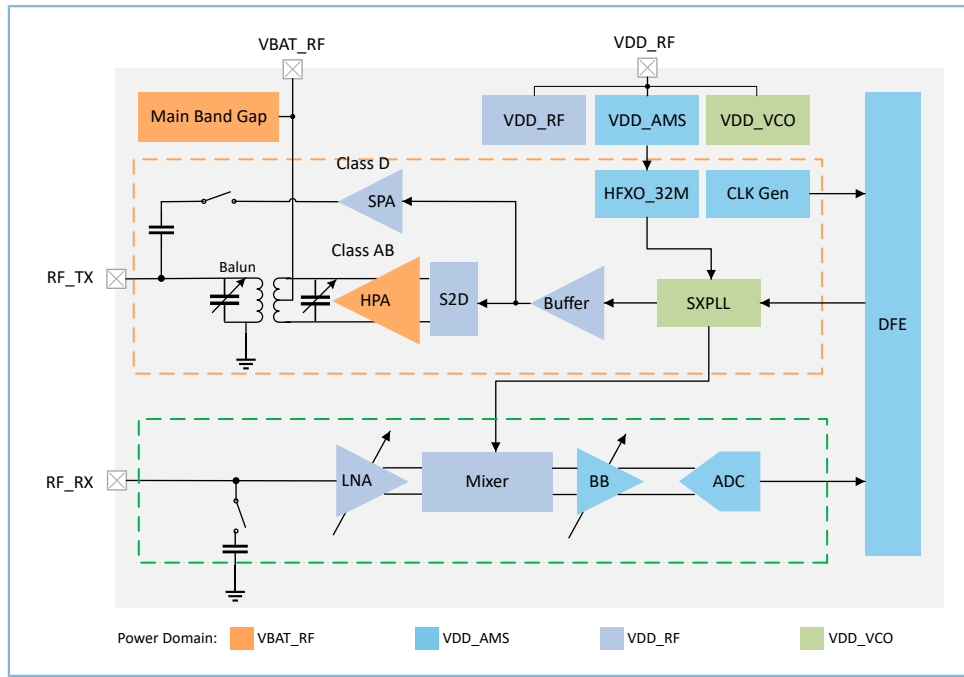 VBAT_RF
VDD_RF
Main Band Gap
VDD_RF
VDD_AMS
VDD_VCO
Class D
SPA
HFXO_32M
CLK Gen
Class AB
RF_TX
Balun
HPA
S2D
Buffer
SXPLL
DFE
RF_RX
LNA
Mixer
BB
ADC
Power Domain:
VBAT_RF
VDD_AMS
VDD_RF
VDD_VCO